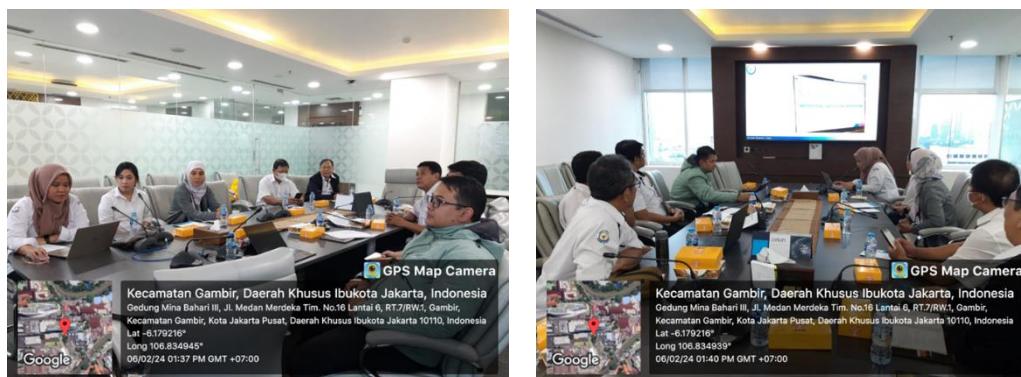 GPS Map Camera
Kecamatan Gambir, Daerah Khusus Ibukota Jakarta, Indonesia
Gedung Mina Bahari III, Jl. Medan Merdeka Tim. No.16 Lantai 6, RT.7/RW.1, Gambir,
Kecamatan Gambir, Kota Jakarta Pusat, Daerah Khusus Ibukota Jakarta 10110, Indonesia
Lat -6.179216°
Long 106.834945°
06/02/24 01:37 PM GMT +07:00
Google
GPS Map Camera
Kecamatan Gambir, Daerah Khusus Ibukota Jakarta, Indonesia
Gedung Mina Bahari III, Jl. Medan Merdeka Tim. No.16 Lantai 6, RT.7/RW.1, Gambir,
Kecamatan Gambir, Kota Jakarta Pusat, Daerah Khusus Ibukota Jakarta 10110, Indonesia
Lat -6.179216°
Long 106.834939°
06/02/24 01:40 PM GMT +07:00
Google